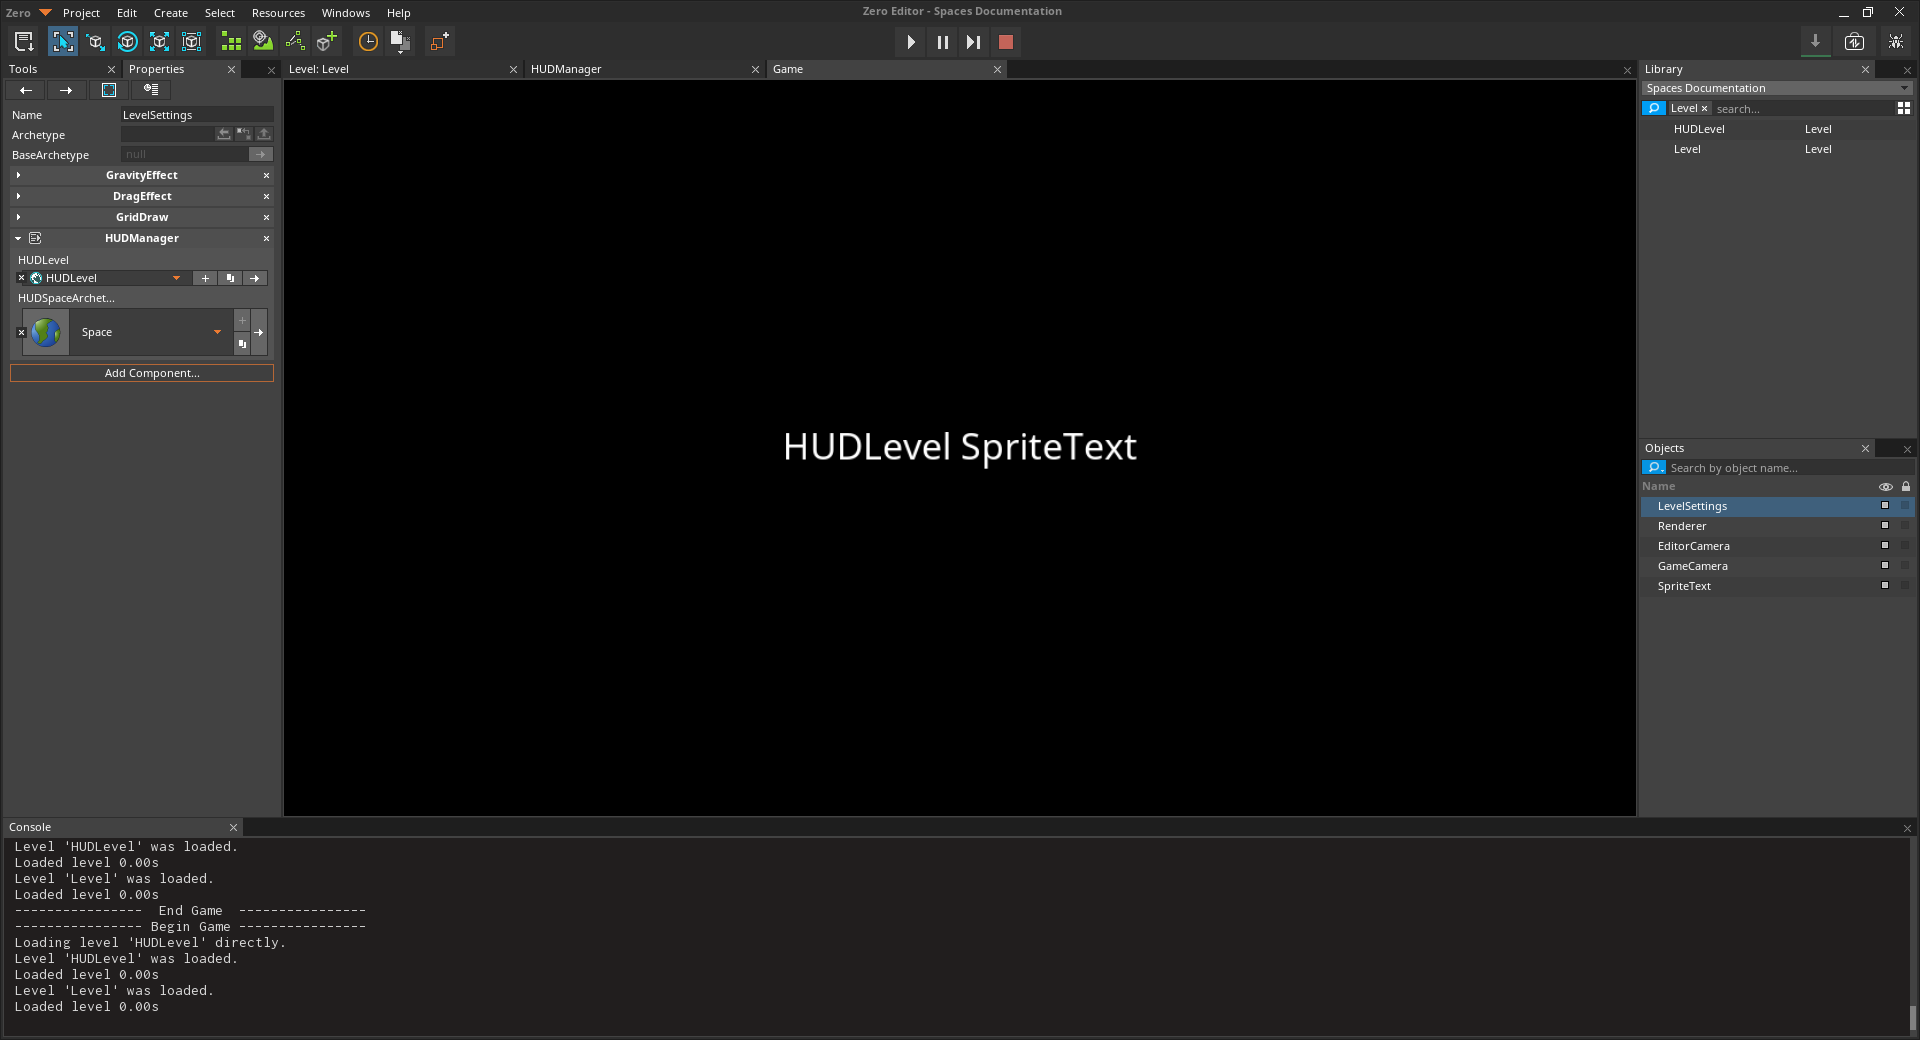 Zero Project Edit Create Select Resources Windows Help
Zero Editor - Spaces Documentation
Tools
Properties
Name LevelSettings
Archetype
BaseArchetype null
GravityEffect
DragEffect
GridDraw
HUDManager
HUDLevel
HUDLevel
HUDSpaceArchet...
Space
Add Component...
Level: Level
HUDManager
Game
HUDLevel SpriteText
Library
Spaces Documentation
Level × search...
HUDLevel Level
Level Level
Objects
Search by object name...
Name
LevelSettings
Renderer
EditorCamera
GameCamera
SpriteText
Console
Level 'HUDLevel' was loaded.
Loaded level 0.00s
Level 'Level' was loaded.
Loaded level 0.00s
---------------- End Game ----------------
---------------- Begin Game ----------------
Loading level 'HUDLevel' directly.
Level 'HUDLevel' was loaded.
Loaded level 0.00s
Level 'Level' was loaded.
Loaded level 0.00s